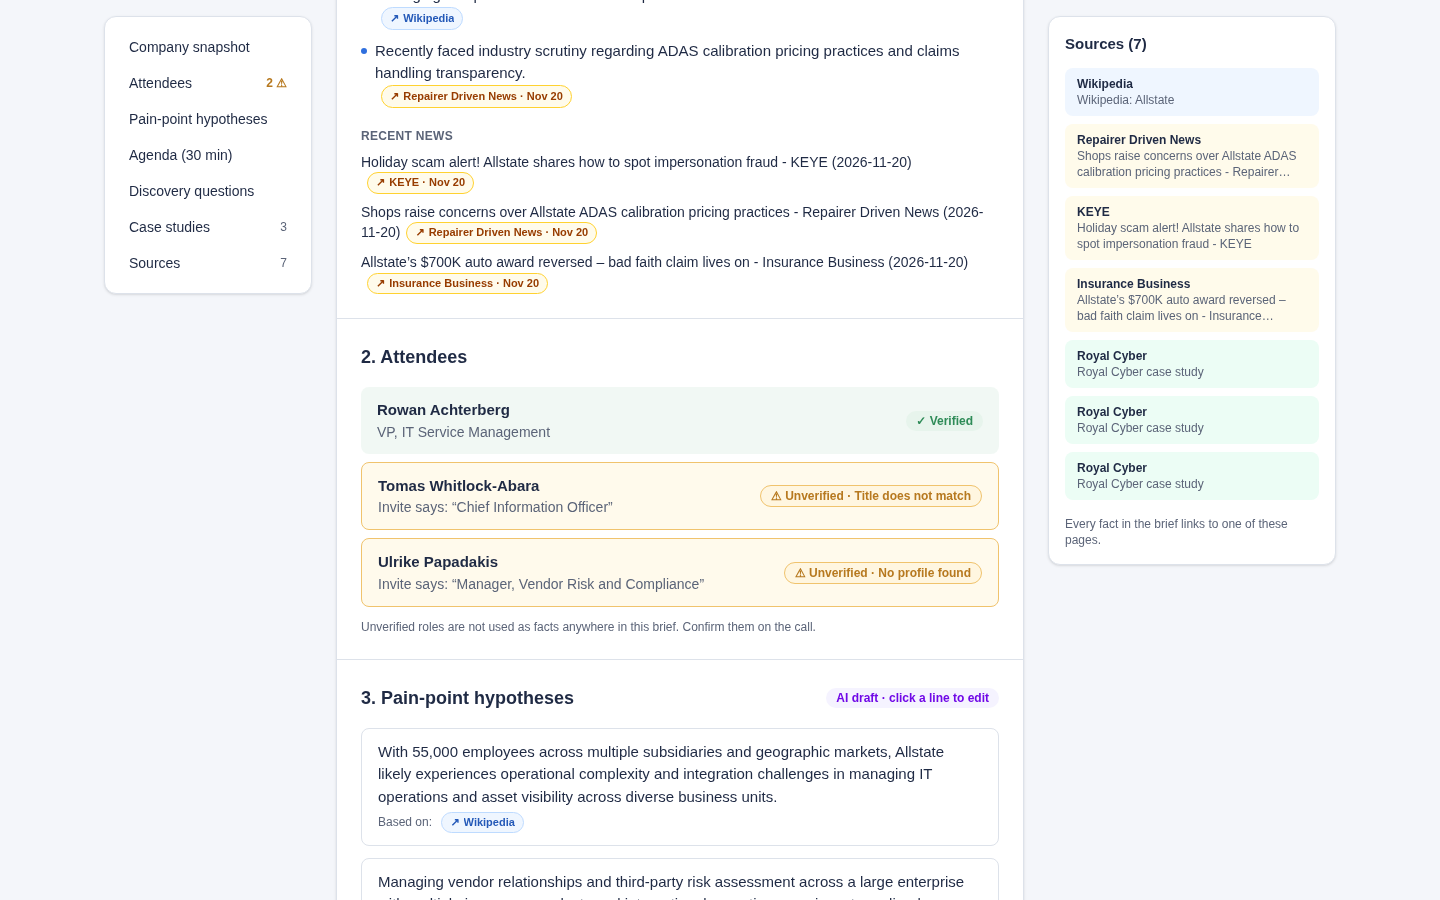 Company snapshot
Attendees 2 ⚠
Pain-point hypotheses
Agenda (30 min)
Discovery questions
Case studies 3
Sources 7
↗ Wikipedia
Recently faced industry scrutiny regarding ADAS calibration pricing practices and claims
handling transparency.
↗ Repairer Driven News · Nov 20
RECENT NEWS
Holiday scam alert! Allstate shares how to spot impersonation fraud - KEYE (2026-11-20)
↗ KEYE · Nov 20
Shops raise concerns over Allstate ADAS calibration pricing practices - Repairer Driven News (2026-
11-20) ↗ Repairer Driven News · Nov 20
Allstate’s $700K auto award reversed – bad faith claim lives on - Insurance Business (2026-11-20)
↗ Insurance Business · Nov 20
2. Attendees
Rowan Achterberg
VP, IT Service Management
✓ Verified
Tomas Whitlock-Abara
Invite says: “Chief Information Officer”
⚠ Unverified · Title does not match
Ulrike Papadakis
Invite says: “Manager, Vendor Risk and Compliance”
⚠ Unverified · No profile found
Unverified roles are not used as facts anywhere in this brief. Confirm them on the call.
3. Pain-point hypotheses
AI draft · click a line to edit
With 55,000 employees across multiple subsidiaries and geographic markets, Allstate
likely experiences operational complexity and integration challenges in managing IT
operations and asset visibility across diverse business units.
Based on: ↗ Wikipedia
Managing vendor relationships and third-party risk assessment across a large enterprise
Sources (7)
Wikipedia
Wikipedia: Allstate
Repairer Driven News
Shops raise concerns over Allstate ADAS
calibration pricing practices - Repairer…
KEYE
Holiday scam alert! Allstate shares how to
spot impersonation fraud - KEYE
Insurance Business
Allstate’s $700K auto award reversed –
bad faith claim lives on - Insurance…
Royal Cyber
Royal Cyber case study
Royal Cyber
Royal Cyber case study
Royal Cyber
Royal Cyber case study
Every fact in the brief links to one of these
pages.